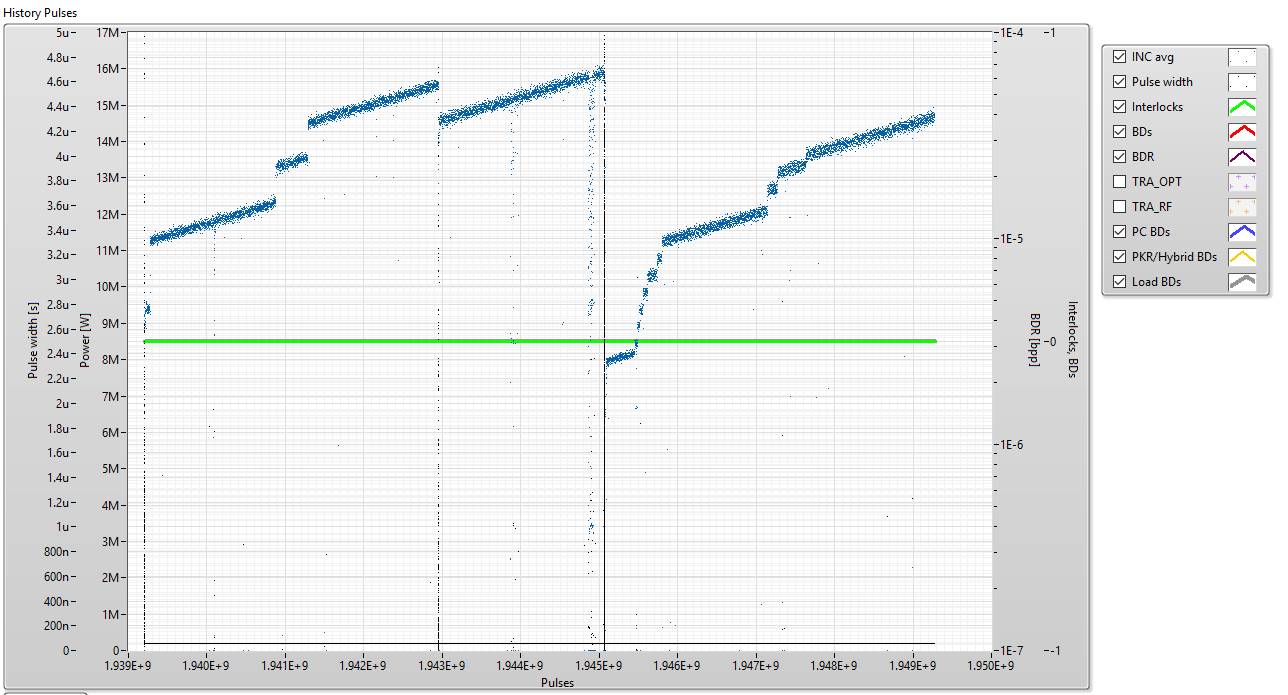 History Pulses
5u
4.8u
4.6u
4.4u
4.2u
4u
3.8u
3.6u
3.4u
3.2u
3u
2.8u
2.6u
2.4u
2.2u
2u
1.8u
1.6u
1.4u
1.2u
1u
800n
600n
400n
200n
0
Pulse width [s]
17M
16M
15M
14M
13M
12M
11M
10M
9M
8M
7M
6M
5M
4M
3M
2M
1M
0
Power [W]
1.939E+9 1.940E+9 1.941E+9 1.942E+9 1.943E+9 1.944E+9 1.945E+9 1.946E+9 1.947E+9 1.948E+9 1.949E+9 1.950E+9
Pulses
1E-4
1E-5
1E-6
1E-7
BDR [bpp]
1
0
-1
Interlocks, BDs
INC avg
Pulse width
Interlocks
BDs
BDR
TRA_OPT
TRA_RF
PC BDs
PKR/Hybrid BDs
Load BDs